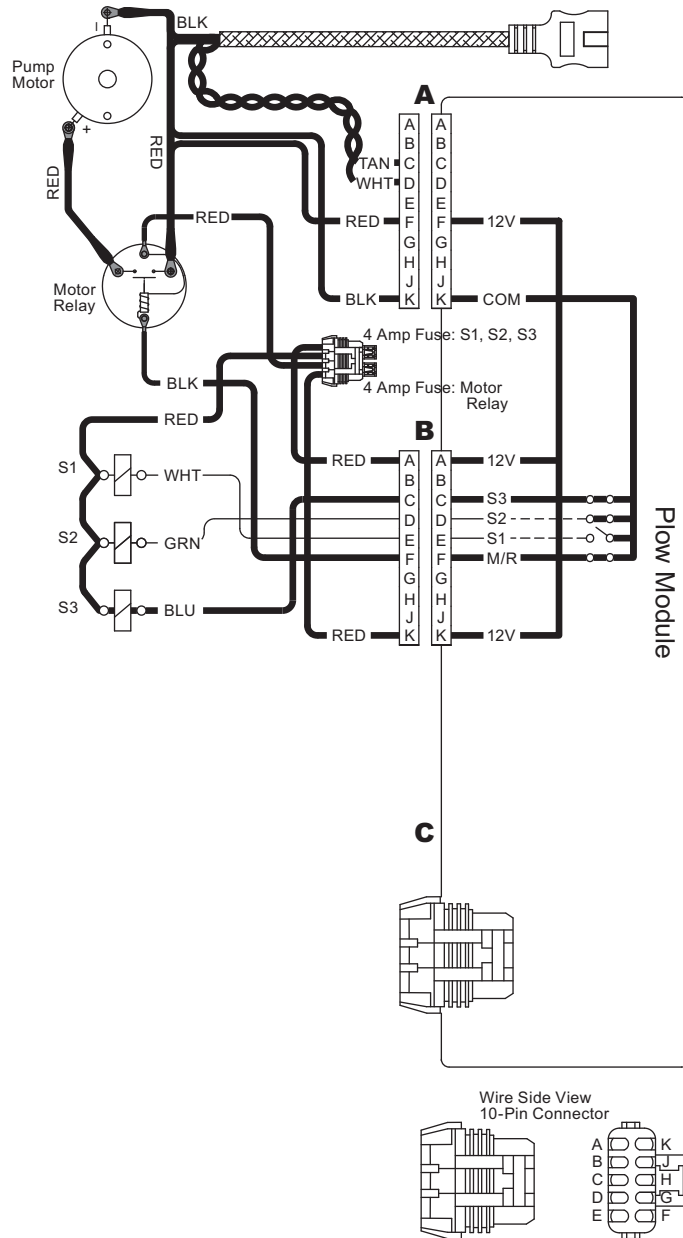 BLK
Pump
Motor
A
–
+
RED
RED
TAN
WHT
RED
BLK
A
B
C
D
E
F
G
H
J
K
A
B
C
D
E
F
G
H
J
K
12V
COM
RED
Motor
Relay
BLK
RED
4 Amp Fuse: S1, S2, S3
4 Amp Fuse: Motor
Relay
B
S1
WHT
S2
GRN
S3
BLU
RED
RED
A
B
C
D
E
F
G
H
J
K
A
B
C
D
E
F
G
H
J
K
12V
S3
S2
S1
M/R
12V
Plow Module
C
Wire Side View
10-Pin Connector
A
B
C
D
E
K
J
H
G
F